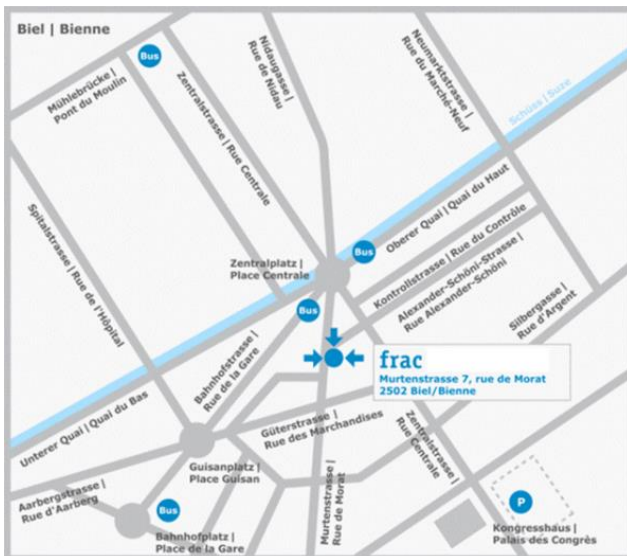 Biel | Bienne
Bus
Mühlebrücke |
Pont du Moulin
Zentralstrasse | Rue Centrale
Nidaugasse |
Rue de Nidau
Neumarktstrasse |
Rue du Marché-Neuf
Schüss | Suze
Spitalstrasse | Rue de l'Hôpital
Zentralplatz |
Place Centrale
Bus
Oberer Quai | Quai du Haut
Kontrollstrasse | Rue du Contrôle
Alexander-Schöni-Strasse |
Rue Alexander-Schöni
Silbergasse |
Rue d'Argent
Bus
Bahnhofstrasse |
Rue de la Gare
frac
Murtenstrasse 7, rue de Morat
2502 Biel/Bienne
Unterer Quai | Quai du Bas
Güterstrasse |
Rue des Marchandises
Zentralstrasse |
Rue Centrale
Guisanplatz |
Place Guisan
Murtenstrasse |
Rue de Morat
Aarbergstrasse |
Rue d'Aarberg
Bus
Bahnhofplatz |
Place de la Gare
P
Kongresshaus |
Palais des Congrès